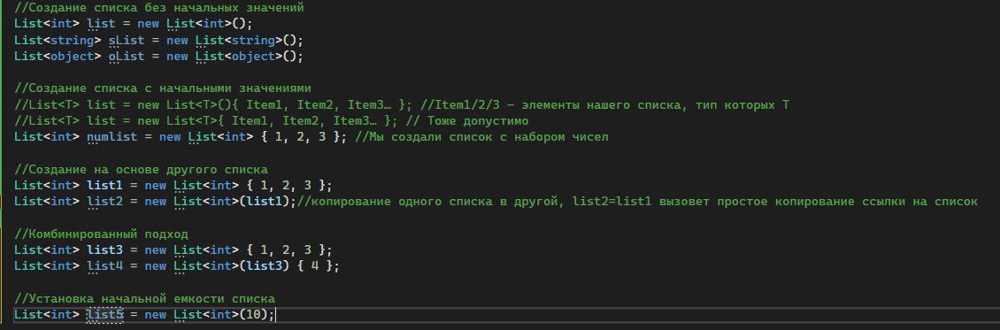 //Создание списка без начальных значений
List<int> list = new List<int>();
List<string> sList = new List<string>();
List<object> oList = new List<object>();
//Создание списка с начальными значениями
//List<T> list = new List<T>(){ Item1, Item2, Item3… }; //Item1/2/3 – элементы нашего списка, тип которых T
//List<T> list = new List<T>{ Item1, Item2, Item3… }; // Тоже допустимо
List<int> numlist = new List<int> { 1, 2, 3 }; //Мы создали список с набором чисел
//Создание на основе другого списка
List<int> list1 = new List<int> { 1, 2, 3 };
List<int> list2 = new List<int>(list1);//копирование одного списка в другой, list2=list1 вызовет простое копирование ссылки на список
//Комбинированный подход
List<int> list3 = new List<int> { 1, 2, 3 };
List<int> list4 = new List<int>(list3) { 4 };
//Установка начальной емкости списка
List<int> list5 = new List<int>(10);